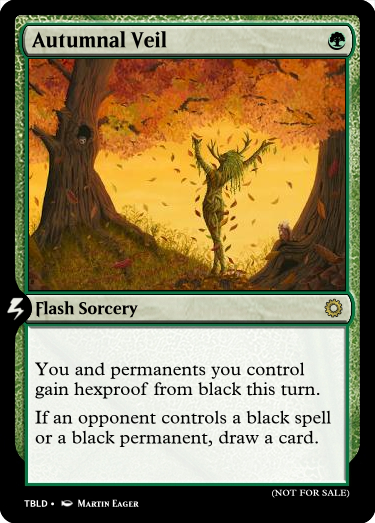 Autumnal Veil
Flash Sorcery
You and permanents you control
gain hexproof from black this turn.
If an opponent controls a black spell
or a black permanent, draw a card.
(NOT FOR SALE)
TBLD • Martin Eager